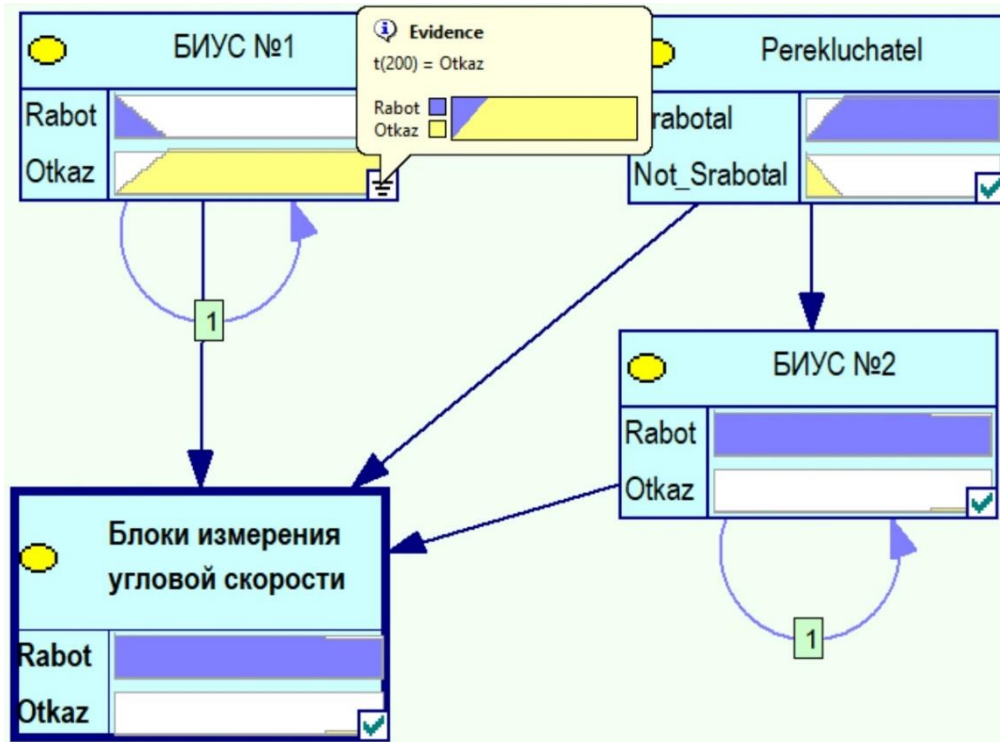 БИУС №1
Rabot
Otkaz
Evidence
t(200) = Otkaz
Rabot
Otkaz
Perekluchatel
rabotal
Not_Srabotal
1
БИУС №2
Rabot
Otkaz
1
Блоки измерения
угловой скорости
Rabot
Otkaz